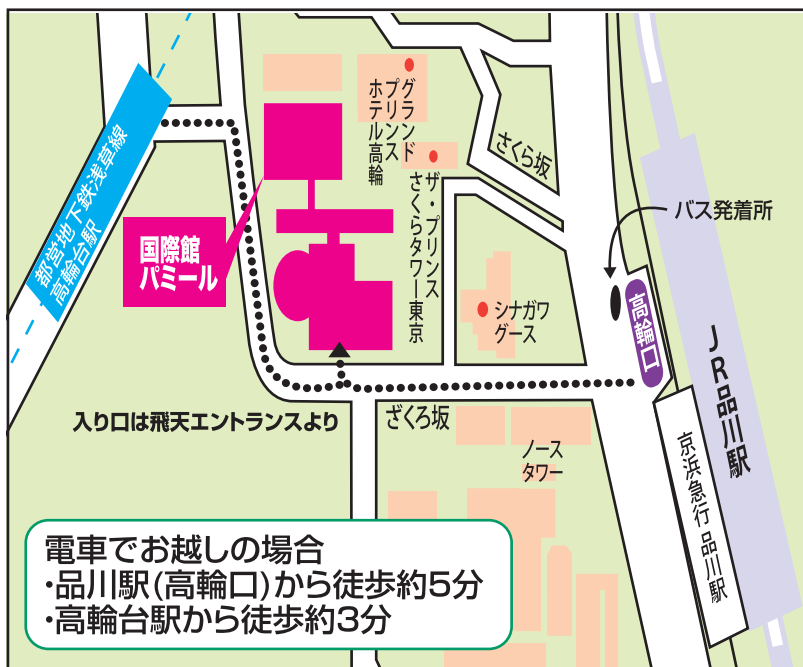 グランド
プリンス
ホテル高輪
さくら坂
都営地下鉄浅草線
高輪台駅
国際館
パミール
ザ・プリンス
さくらタワー東京
バス発着所
シナガワ
グース
高輪口
JR品川駅
入り口は飛天エントランスより
ざくろ坂
ノース
タワー
京浜急行 品川駅
電車でお越しの場合
・品川駅(高輪口)から徒歩約5分
・高輪台駅から徒歩約3分